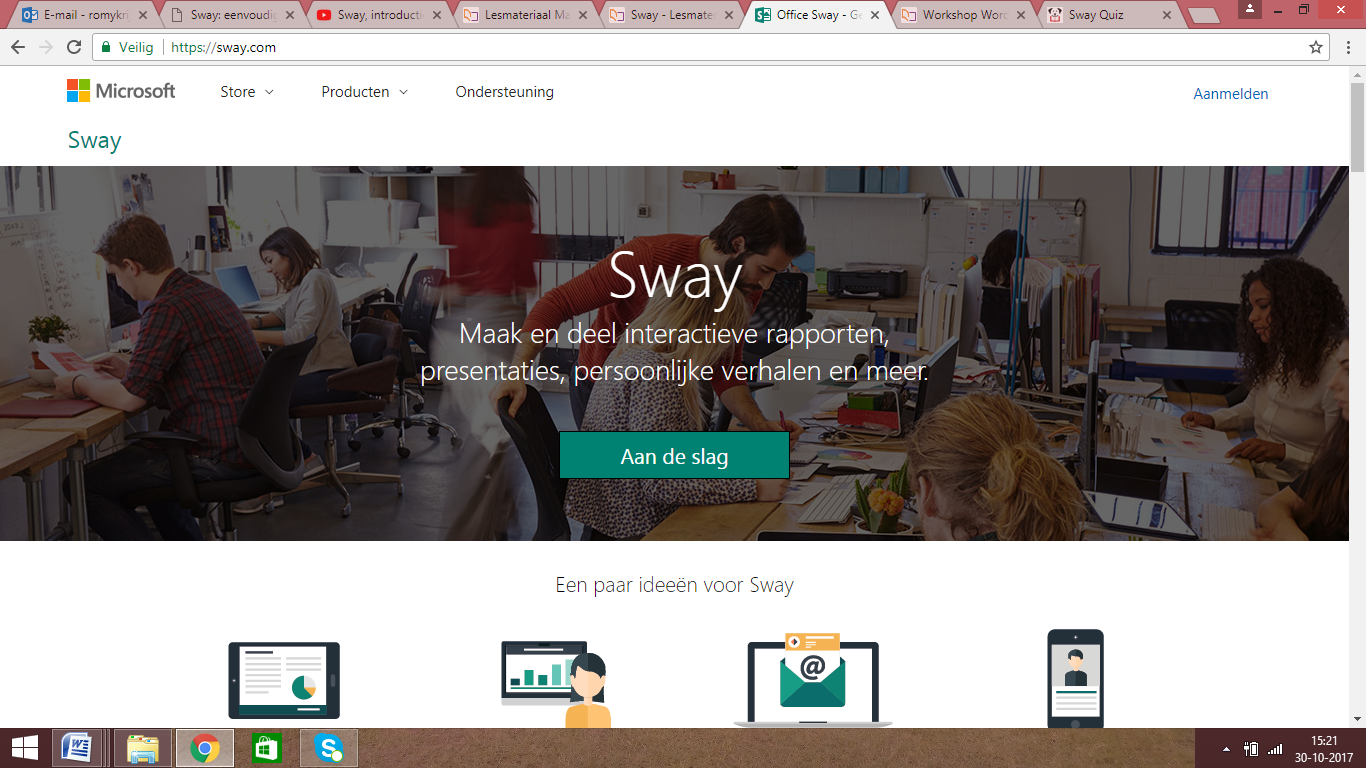 E-mail - romykri
Sway: eenvoudig
Sway, introducti
Lesmateriaal Ma
Sway - Lesmater
Office Sway - Ge
Workshop Word
Sway Quiz
Veilig
https://sway.com
Microsoft
Store
Producten
Ondersteuning
Aanmelden
Sway
Sway
Maak en deel interactieve rapporten,
presentaties, persoonlijke verhalen en meer.
Aan de slag
Een paar ideeën voor Sway
@
15:21
30-10-2017